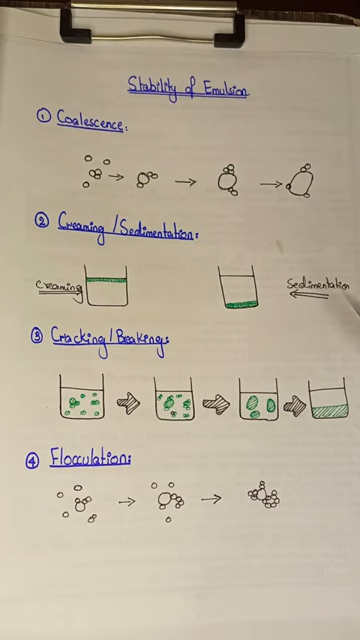 Stability of Emulsion
① Coalescence:
② Creaming / Sedimentation:
Creaming
Sedimentation
③ Cracking / Breaking:
④ Flocculation: